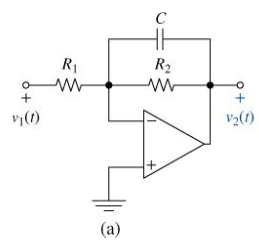 C
R₁
R₂
−
+
+
v₁(t)
+
v₂(t)
(a)